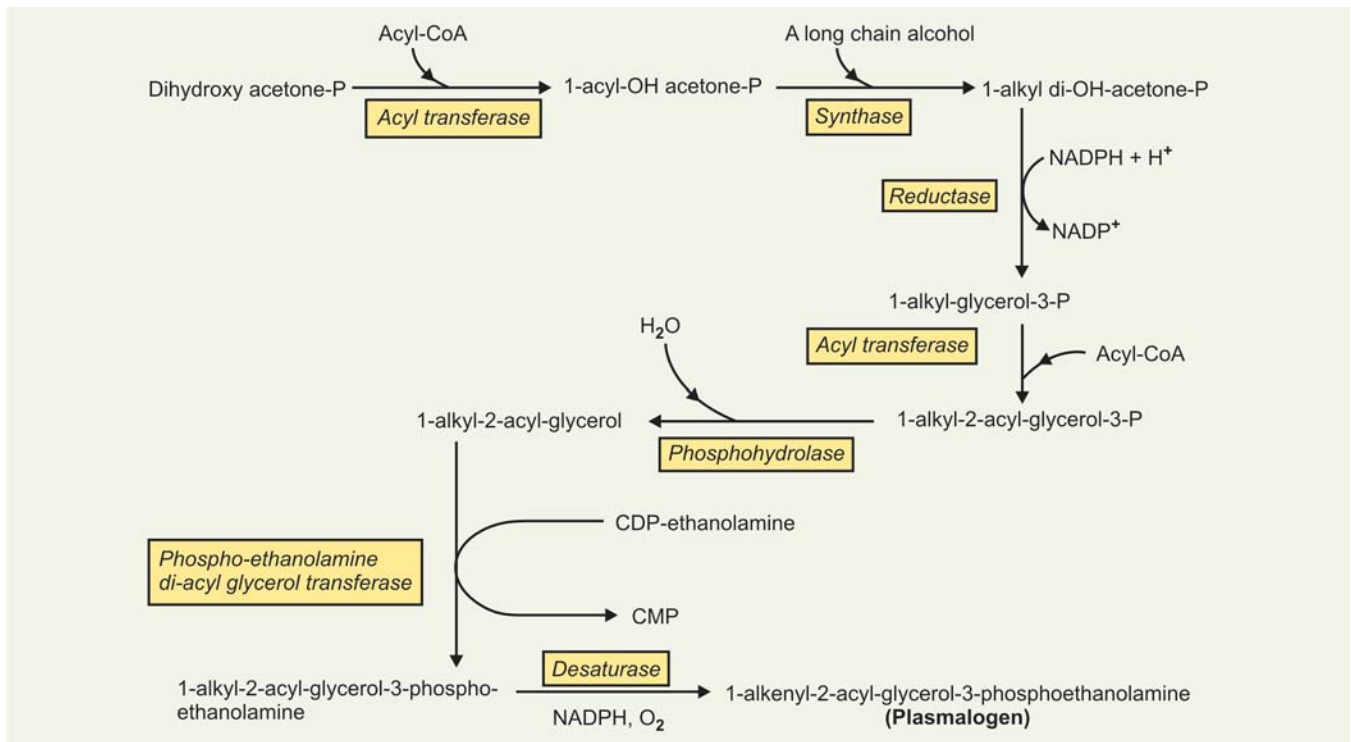 Acyl-CoA
A long chain alcohol
Dihydroxy acetone-P
1-acyl-OH acetone-P
1-alkyl di-OH-acetone-P
Acyl transferase
Synthase
NADPH + H⁺
Reductase
NADP⁺
1-alkyl-glycerol-3-P
H₂O
Acyl transferase
Acyl-CoA
1-alkyl-2-acyl-glycerol
1-alkyl-2-acyl-glycerol-3-P
Phosphohydrolase
CDP-ethanolamine
Phospho-ethanolamine
di-acyl glycerol transferase
CMP
Desaturase
1-alkyl-2-acyl-glycerol-3-phospho-
ethanolamine
NADPH, O₂
1-alkenyl-2-acyl-glycerol-3-phosphoethanolamine
(Plasmalogen)